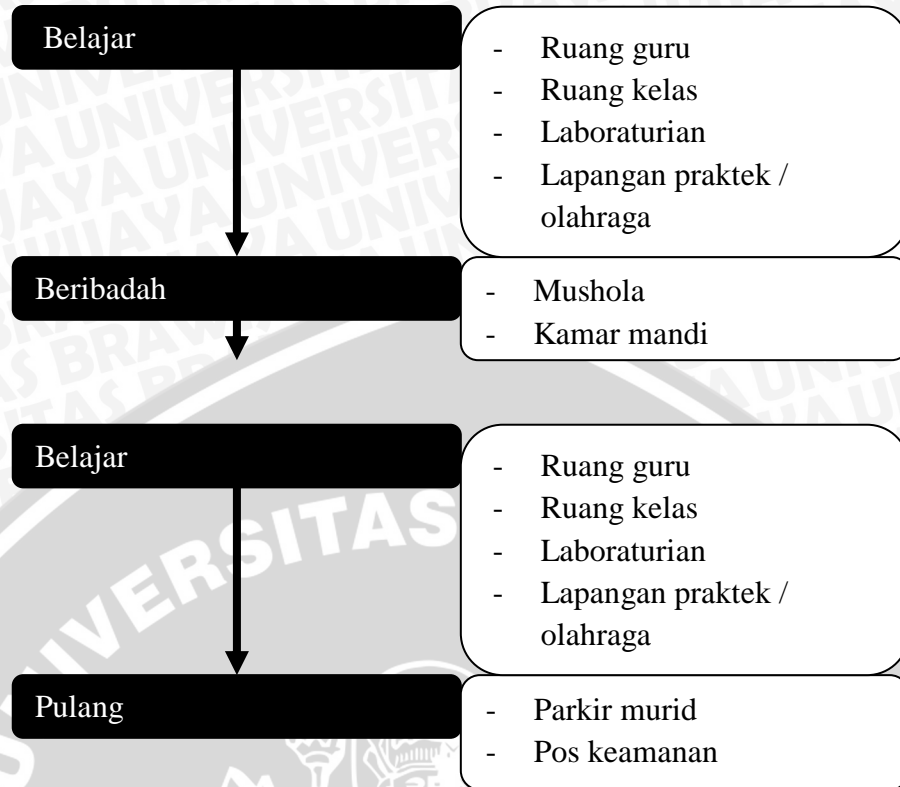 Belajar
- Ruang guru
- Ruang kelas
- Laboraturian
- Lapangan praktek /
olahraga
Beribadah
- Mushola
- Kamar mandi
Belajar
- Ruang guru
- Ruang kelas
- Laboraturian
- Lapangan praktek /
olahraga
Pulang
- Parkir murid
- Pos keamanan